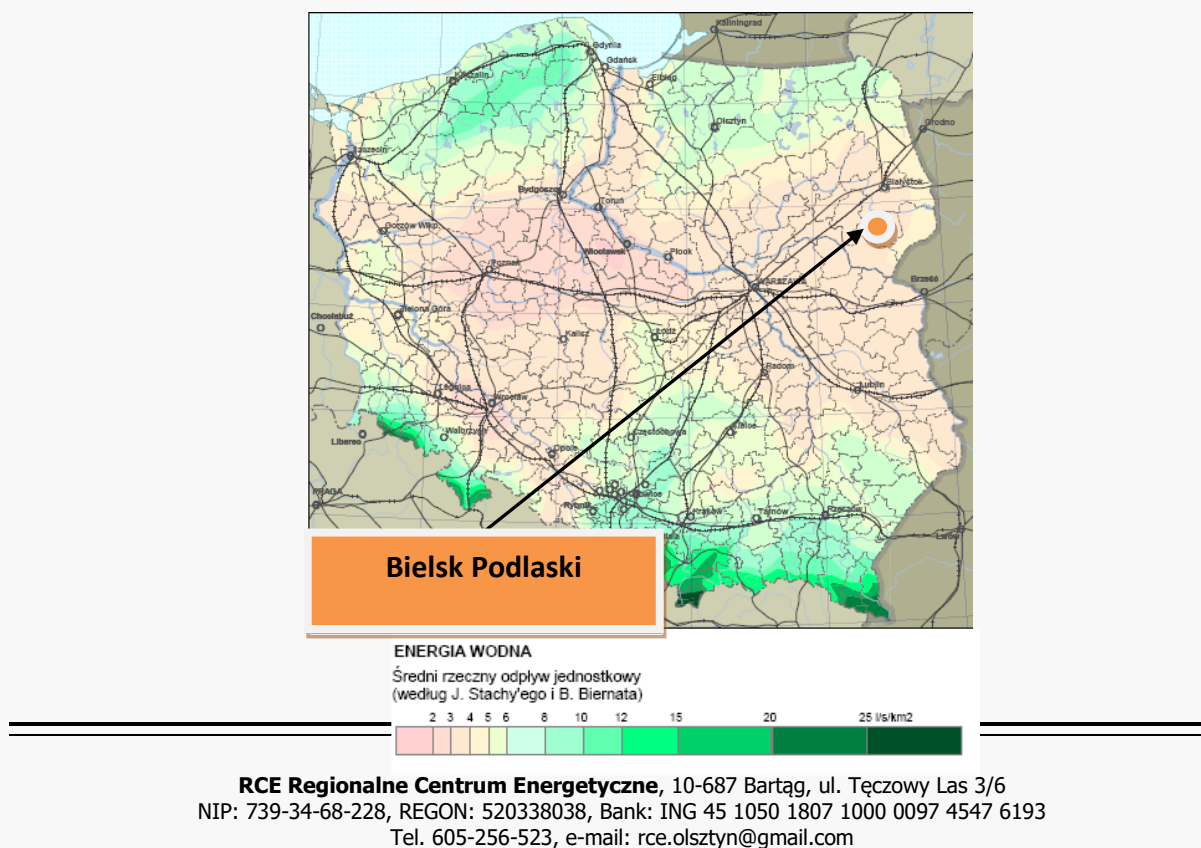 Kaliningrad
Gdynia
Gdańsk
Koszalin
Elbląg
Olsztyn
Grodno
Szczecin
Białystok
Bydgoszcz
Toruń
Gorzów Wlkp.
Włocławek
Płock
Poznań
WARSZAWA
Brześć
Zielona Góra
Chociebuż
Kalisz
Łódź
Radom
Lublin
Legnica
Wrocław
Wałbrzych
Liberec
Częstochowa
Kielce
Opole
PRAGA
Katowice
Rybnik
Kraków
Tarnów
Rzeszów
Lwów
Bielsk Podlaski
ENERGIA WODNA
Średni rzeczny odpływ jednostkowy
(według J. Stachy'ego i B. Biernata)
2 3 4 5 6 8 10 12 15 20 25 l/s/km2
RCE Regionalne Centrum Energetyczne, 10-687 Bartąg, ul. Tęczowy Las 3/6
NIP: 739-34-68-228, REGON: 520338038, Bank: ING 45 1050 1807 1000 0097 4547 6193
Tel. 605-256-523, e-mail: rce.olsztyn@gmail.com